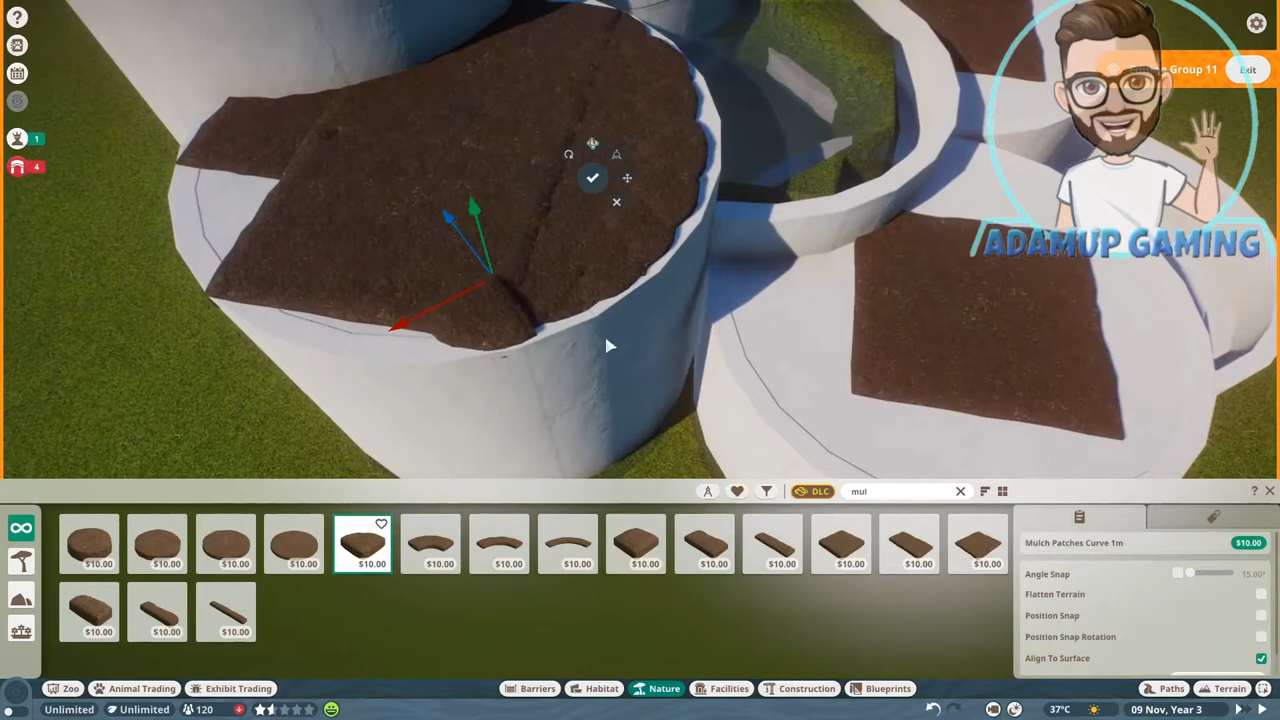 Group 11
Exit
1
4
ADAMUP GAMING
DLC
mul
$10.00 $10.00 $10.00 $10.00 $10.00 $10.00 $10.00 $10.00 $10.00 $10.00 $10.00 $10.00 $10.00 $10.00
$10.00 $10.00 $10.00
Mulch Patches Curve 1m $10.00
Angle Snap 15.00°
Flatten Terrain
Position Snap
Position Snap Rotation
Align To Surface
Zoo Animal Trading Exhibit Trading Barriers Habitat Nature Facilities Construction Blueprints Paths Terrain
Unlimited Unlimited 120 37°C 09 Nov, Year 3